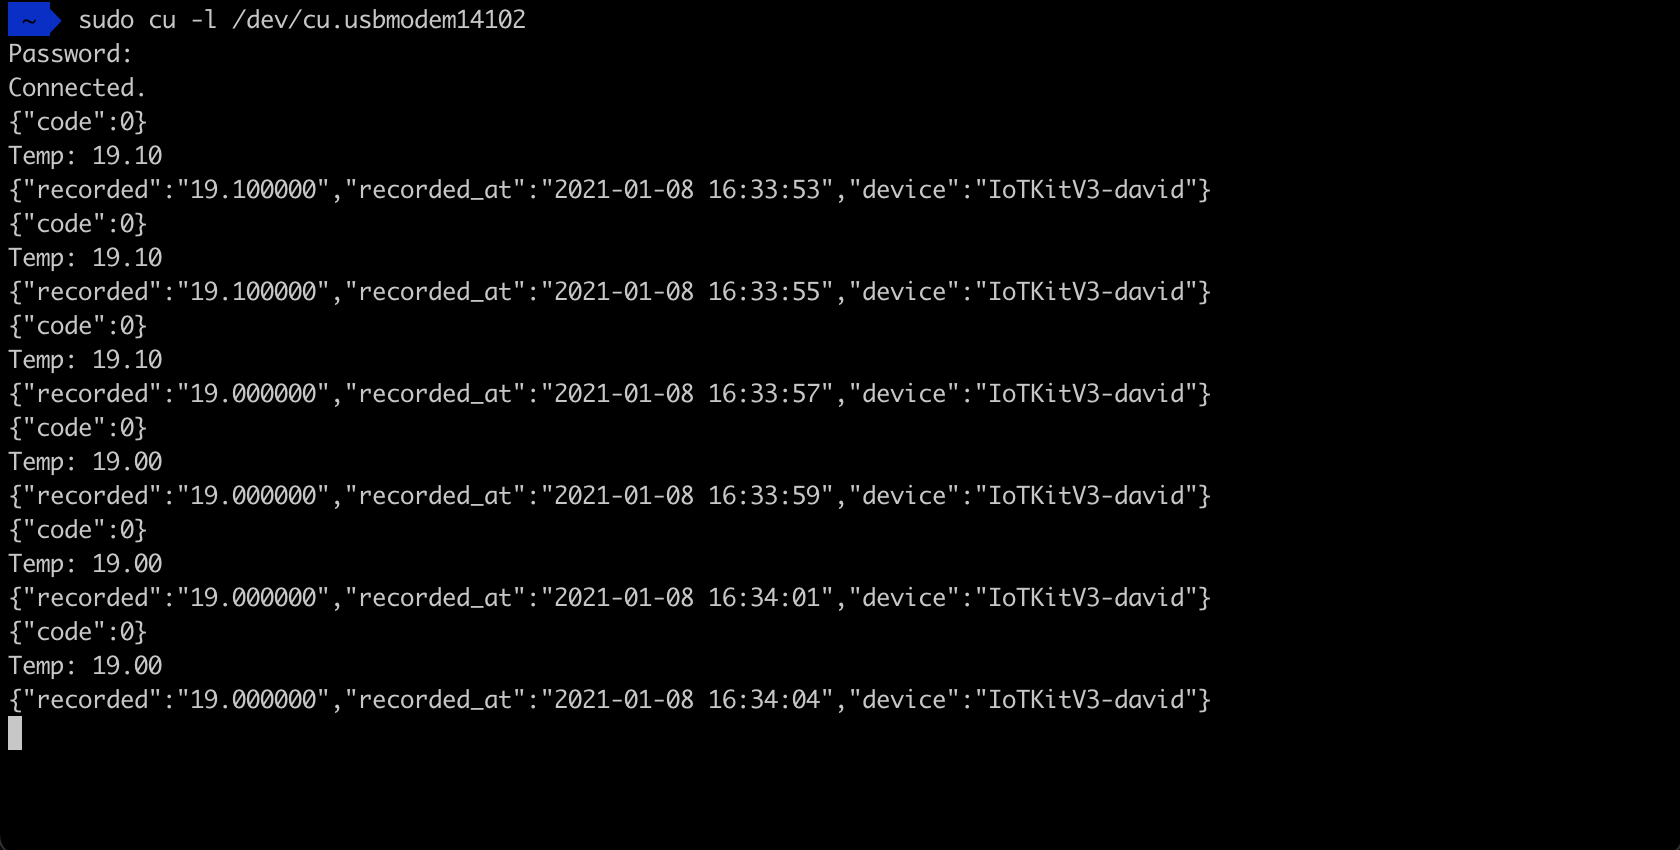 ~ sudo cu -l /dev/cu.usbmodem14102
Password:
Connected.
{"code":0}
Temp: 19.10
{"recorded":"19.100000","recorded_at":"2021-01-08 16:33:53","device":"IoTKitV3-david"}
{"code":0}
Temp: 19.10
{"recorded":"19.100000","recorded_at":"2021-01-08 16:33:55","device":"IoTKitV3-david"}
{"code":0}
Temp: 19.10
{"recorded":"19.000000","recorded_at":"2021-01-08 16:33:57","device":"IoTKitV3-david"}
{"code":0}
Temp: 19.00
{"recorded":"19.000000","recorded_at":"2021-01-08 16:33:59","device":"IoTKitV3-david"}
{"code":0}
Temp: 19.00
{"recorded":"19.000000","recorded_at":"2021-01-08 16:34:01","device":"IoTKitV3-david"}
{"code":0}
Temp: 19.00
{"recorded":"19.000000","recorded_at":"2021-01-08 16:34:04","device":"IoTKitV3-david"}